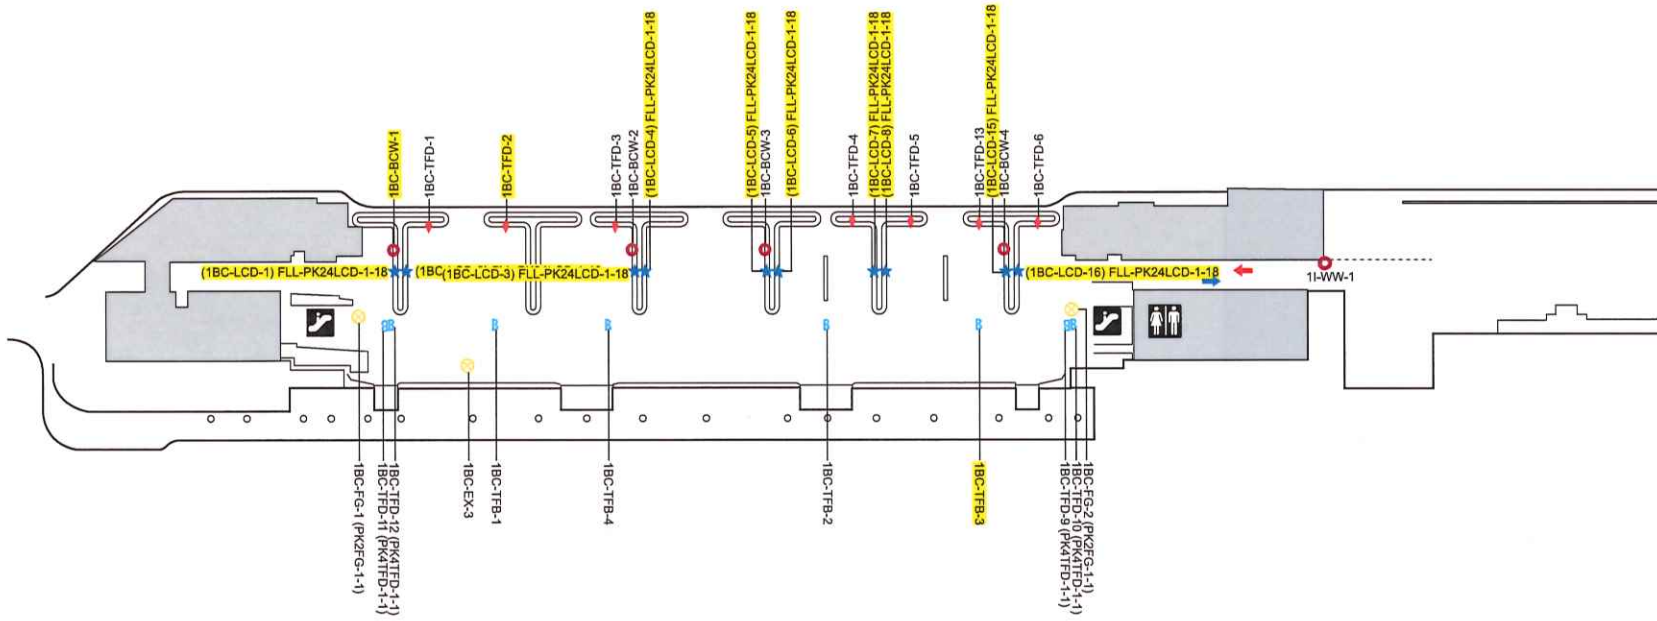 1BC-BCW-1
1BC-TFD-1
1BC-TFD-2
1BC-TFD-3
1BC-BCW-2
(1BC-LCD-4) FLL-PK24LCD-1-18
(1BC-LCD-5) FLL-PK24LCD-1-18
1BC-BCW-3
(1BC-LCD-6) FLL-PK24LCD-1-18
1BC-TFD-4
(1BC-LCD-7) FLL-PK24LCD-1-18
(1BC-LCD-8) FLL-PK24LCD-1-18
1BC-TFD-5
1BC-TFD-13
(1BC-LCD-15) FLL-PK24LCD-1-18
1BC-BCW-4
1BC-TFD-6
(1BC-LCD-1) FLL-PK24LCD-1-18
(1BC-LCD-3) FLL-PK24LCD-1-18
(1BC-LCD-16) FLL-PK24LCD-1-18
1I-WW-1
1BC-FG-1 (PK2FG-1-1)
1BC-TFD-11 (PK4TFD-1-1)
1BC-TFD-12 (PK4TFD-1-1)
1BC-EX-3
1BC-TFB-1
1BC-TFB-4
1BC-TFB-2
1BC-TFB-3
1BC-TFD-9 (PK4TFD-1-1)
1BC-TFD-10 (PK4TFD-1-1)
1BC-FG-2 (PK2FG-1-1)